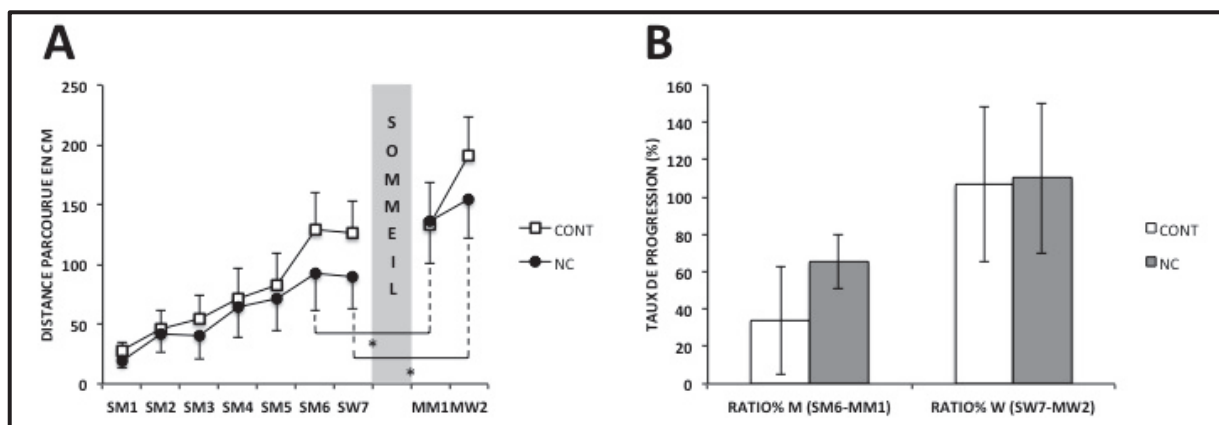 A
DISTANCE PARCOURUE EN CM
250
200
150
100
50
0
SM1 SM2 SM3 SM4 SM5 SM6 SW7 MM1 MW2
SOMMEIL
*
*
CONT
NC
B
TAUX DE PROGRESSION (%)
160
140
120
100
80
60
40
20
0
RATIO% M (SM6-MM1) RATIO% W (SW7-MW2)
CONT
NC